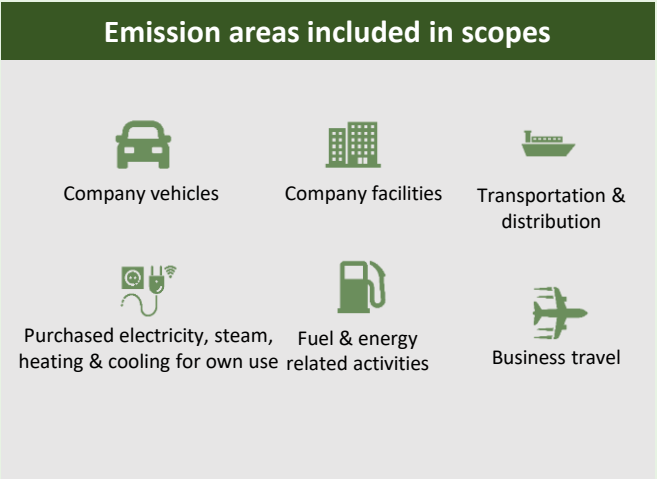 Emission areas included in scopes
Company vehicles
Company facilities
Transportation &
distribution
Purchased electricity, steam,
heating & cooling for own use
Fuel & energy
related activities
Business travel